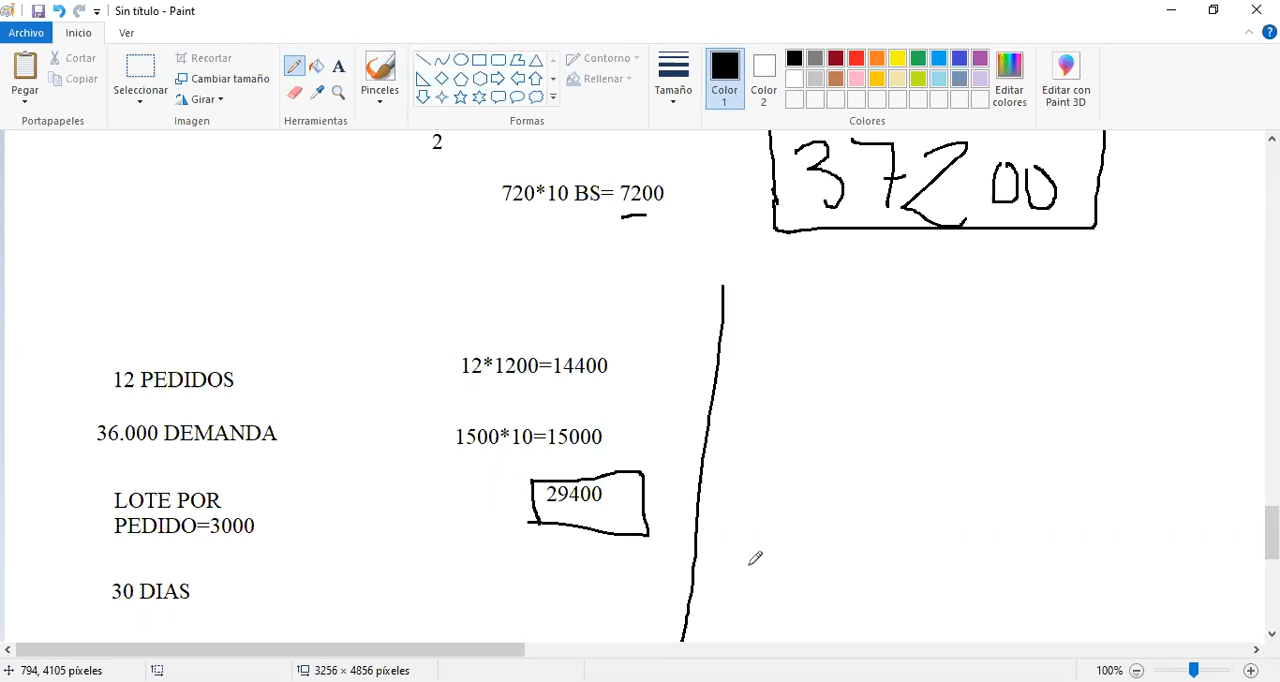 Sin título - Paint
Archivo
Inicio
Ver
Pegar
Cortar
Copiar
Portapapeles
Seleccionar
Recortar
Cambiar tamaño
Girar
Imagen
A
Herramientas
Pinceles
Contorno
Rellenar
Formas
Tamaño
Color 1
Color 2
Colores
Editar colores
Editar con Paint 3D
2
720*10 BS= 7200
37200
12 PEDIDOS
12*1200=14400
36.000 DEMANDA
1500*10=15000
29400
LOTE POR
PEDIDO=3000
30 DIAS
794, 4105 píxeles
3256 × 4856 píxeles
100%